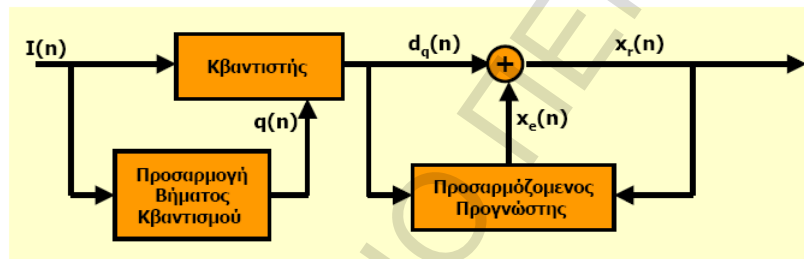 I(n)
Κβαντιστής
d_q(n)
+
x_r(n)
q(n)
x_e(n)
Προσαρμογή
Βήματος
Κβαντισμού
Προσαρμόζομενος
Προγνώστης